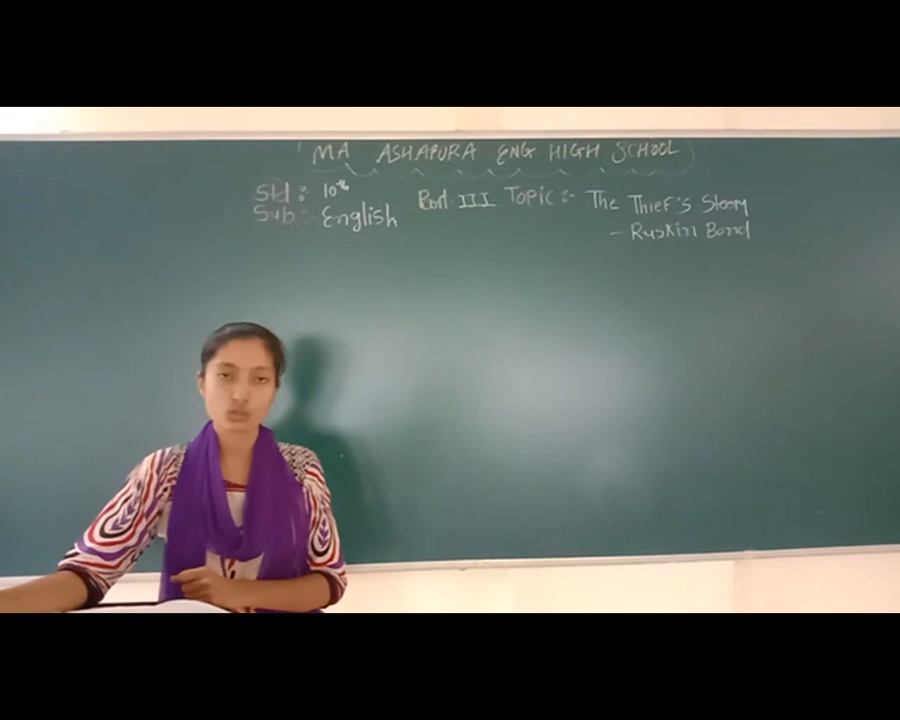 MA ASHAPURA ENG HIGH SCHOOL
Std :- 10th Part III Topic :- The Thief's Story
Sub :- English - Ruskin Bond